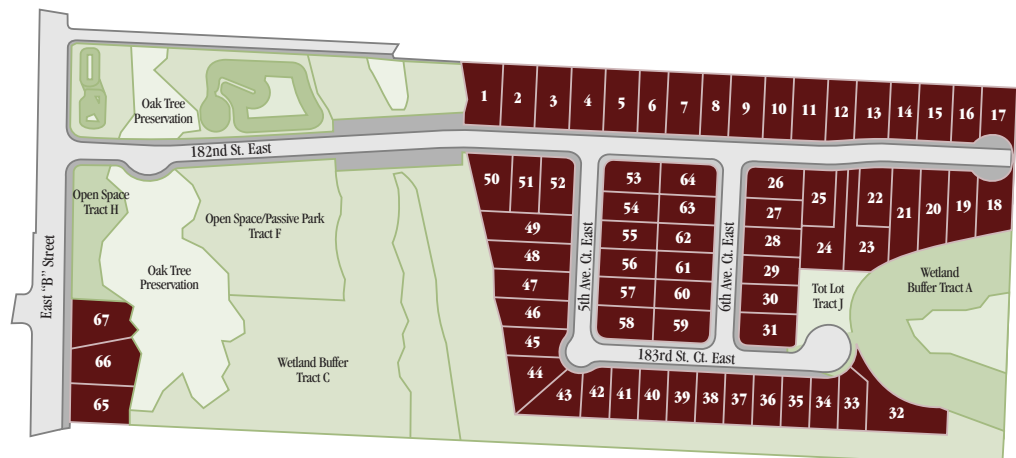 1 2 3 4 5 6 7 8 9 10 11 12 13 14 15 16 17
Oak Tree
Preservation
182nd St. East
50 51 52
53 64
26
25 22 21 20 19 18
Open Space
Tract H
54 63
27
Open Space/Passive Park
Tract F
49
55 62
28
24 23
48
56 61
29
Oak Tree
Preservation
Wetland
Buffer Tract A
47
57 60
30
Tot Lot
Tract J
East "B" Street
5th Ave. Ct. East
6th Ave. Ct. East
46
58 59
31
67
45
183rd St. Ct. East
66
Wetland Buffer
Tract C
44
65
43 42 41 40 39 38 37 36 35 34 33 32